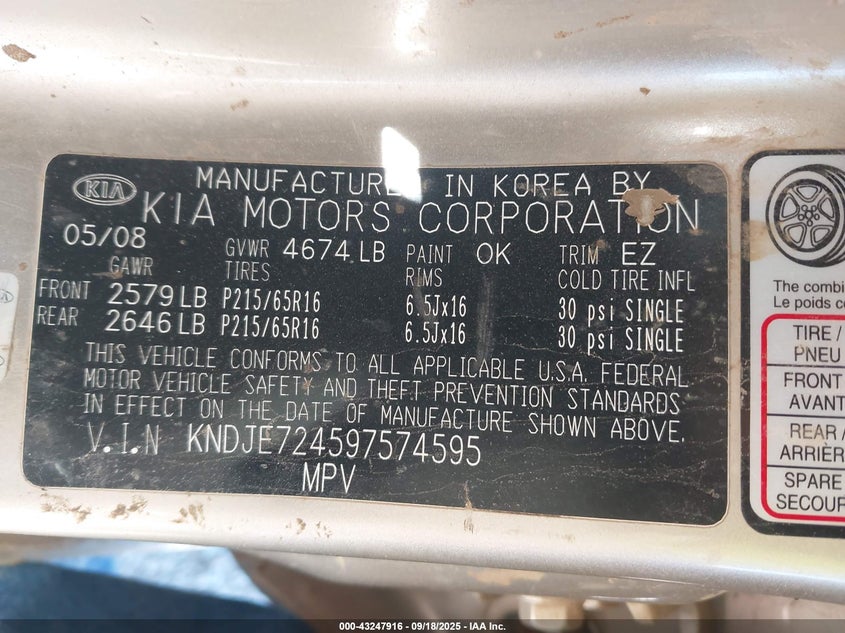 KIA
MANUFACTURED IN KOREA BY
KIA MOTORS CORPORATION
05/08 GVWR 4674 LB PAINT OK TRIM EZ
GAWR TIRES RIMS COLD TIRE INFL
FRONT 2579 LB P215/65R16 6.5Jx16 30 psi SINGLE
REAR 2646 LB P215/65R16 6.5Jx16 30 psi SINGLE
THIS VEHICLE CONFORMS TO ALL APPLICABLE U.S.A. FEDERAL
MOTOR VEHICLE SAFETY AND THEFT PREVENTION STANDARDS
IN EFFECT ON THE DATE OF MANUFACTURE SHOWN ABOVE.
V.I.N KNDJE724597574595
MPV
The combi
Le poids c
TIRE /
PNEU
FRONT
AVANT
REAR /
ARRIÈR
SPARE
SECOUR
000-43247916 - 09/18/2025 - IAA Inc.